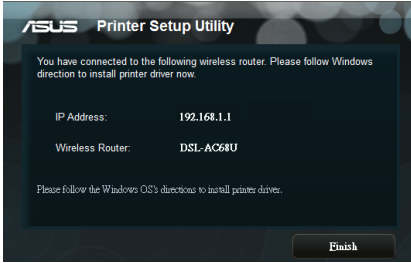 ASUS Printer Setup Utility
You have connected to the following wireless router. Please follow Windows
direction to install printer driver now.
IP Address: 192.168.1.1
Wireless Router: DSL-AC68U
Please follow the Windows OS's directions to install printer driver.
Finish